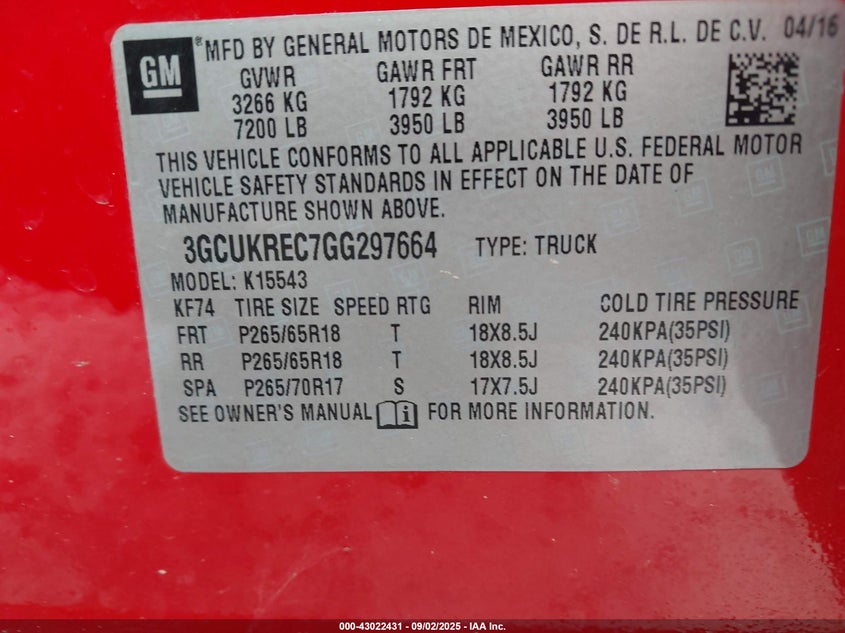 GM
® MFD BY GENERAL MOTORS DE MEXICO, S. DE R.L. DE C.V. 04/16
GVWR GAWR FRT GAWR RR
3266 KG 1792 KG 1792 KG
7200 LB 3950 LB 3950 LB
THIS VEHICLE CONFORMS TO ALL APPLICABLE U.S. FEDERAL MOTOR
VEHICLE SAFETY STANDARDS IN EFFECT ON THE DATE OF
MANUFACTURE SHOWN ABOVE.
3GCUKREC7GG297664 TYPE: TRUCK
MODEL: K15543
KF74 TIRE SIZE SPEED RTG RIM COLD TIRE PRESSURE
FRT P265/65R18 T 18X8.5J 240KPA(35PSI)
RR P265/65R18 T 18X8.5J 240KPA(35PSI)
SPA P265/70R17 S 17X7.5J 240KPA(35PSI)
SEE OWNER'S MANUAL FOR MORE INFORMATION.
000-43022431 - 09/02/2025 - IAA Inc.